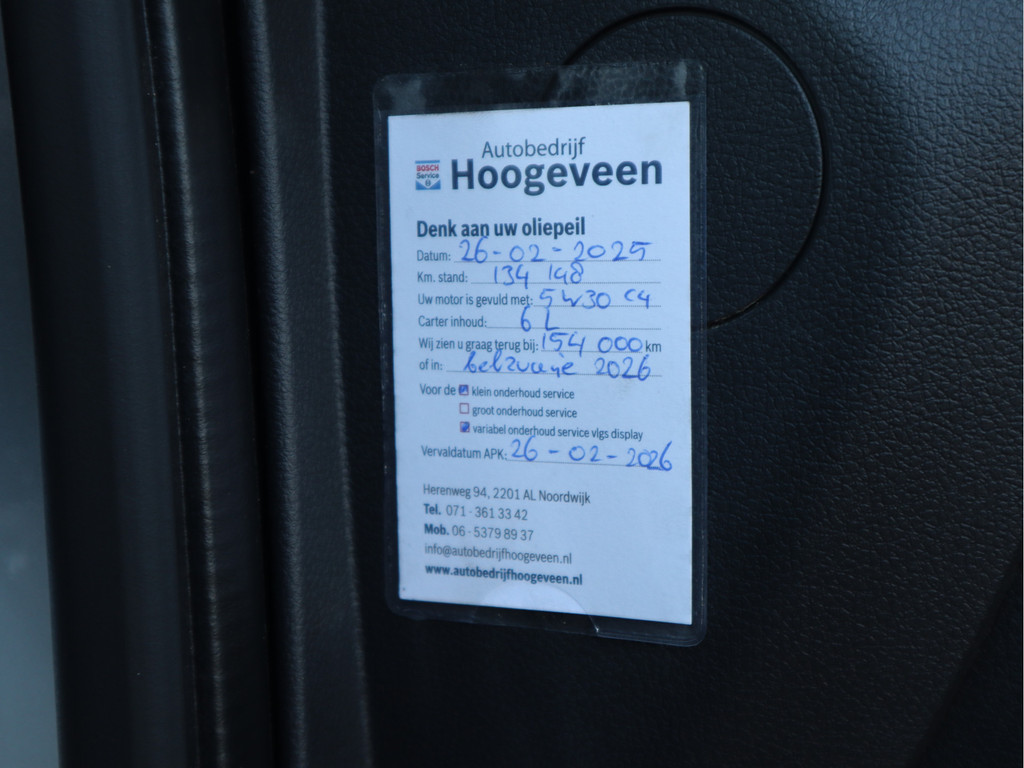 Autobedrijf
BOSCH
Service
Hoogeveen
Denk aan uw oliepeil
Datum: 26-02-2025
Km. stand: 134 148
Uw motor is gevuld met: 5W30 C4
Carter inhoud: 6 L
Wij zien u graag terug bij: 154 000 km
of in: 2026
Voor de klein onderhoud service
groot onderhoud service
variabel onderhoud service vlgs display
Vervaldatum APK: 26-02-2026
Herenweg 94, 2201 AL Noordwijk
Tel. 071 - 361 33 42
Mob. 06 - 5379 89 37
info@autobedrijfhoogeveen.nl
www.autobedrijfhoogeveen.nl